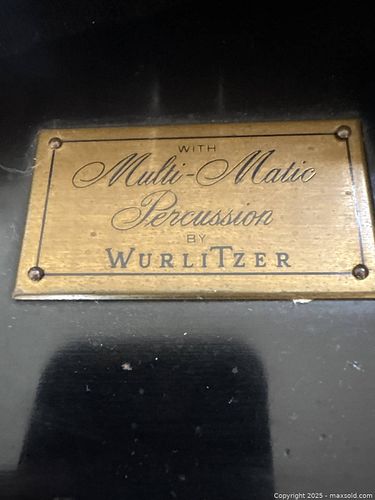 WITH
Multi-Matic
Percussion
BY
WURLITZER
Copyright 2025 - maxsold.com